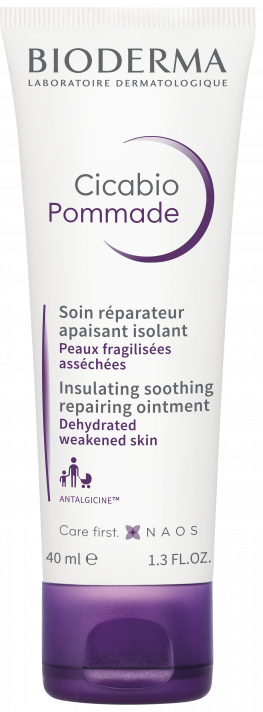 BIODERMA
LABORATOIRE DERMATOLOGIQUE
Cicabio
Pommade
Soin réparateur
apaisant isolant
Peaux fragilisées
asséchées
Insulating soothing
repairing ointment
Dehydrated
weakened skin
ANTALGICINE™
Care first. NAOS
40 ml ℮
1.3 FL.OZ.